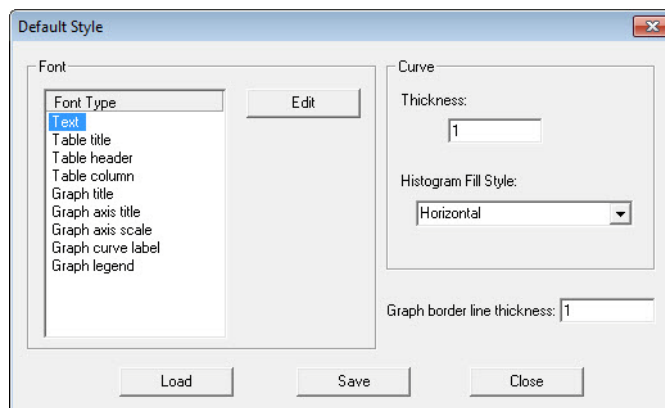 Default Style
Font
Font Type
Text
Table title
Table header
Table column
Graph title
Graph axis title
Graph axis scale
Graph curve label
Graph legend
Edit
Curve
Thickness:
1
Histogram Fill Style:
Horizontal
Graph border line thickness: 1
Load Save Close